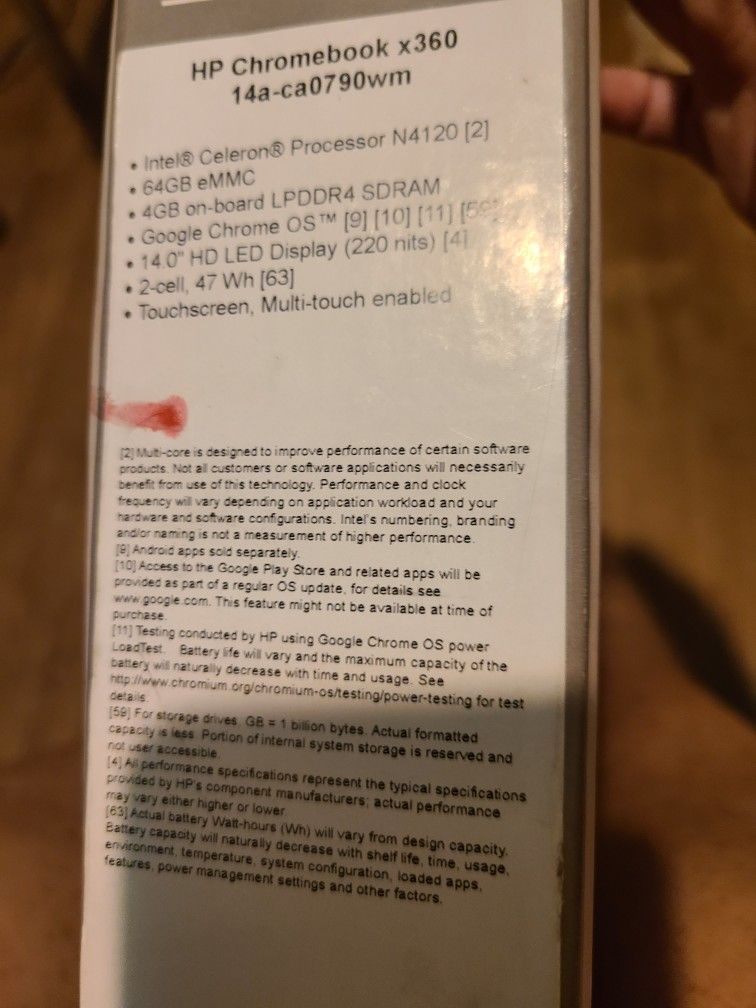 HP Chromebook x360
14a-ca0790wm
• Intel® Celeron® Processor N4120 [2]
• 64GB eMMC
• 4GB on-board LPDDR4 SDRAM
• Google Chrome OS™ [9] [10] [11] [59]
• 14.0" HD LED Display (220 nits) [4]
• 2-cell, 47 Wh [63]
• Touchscreen, Multi-touch enabled
[2] Multi-core is designed to improve performance of certain software
products. Not all customers or software applications will necessarily
benefit from use of this technology. Performance and clock
frequency will vary depending on application workload and your
hardware and software configurations. Intel's numbering, branding
and/or naming is not a measurement of higher performance.
[9] Android apps sold separately.
[10] Access to the Google Play Store and related apps will be
provided as part of a regular OS update, for details see
www.google.com. This feature might not be available at time of
purchase.
[11] Testing conducted by HP using Google Chrome OS power
LoadTest. Battery life will vary and the maximum capacity of the
battery will naturally decrease with time and usage. See
http://www.chromium.org/chromium-os/testing/power-testing for test
details.
[59] For storage drives, GB = 1 billion bytes. Actual formatted
capacity is less. Portion of internal system storage is reserved and
not user accessible.
[4] All performance specifications represent the typical specifications
provided by HP's component manufacturers; actual performance
may vary either higher or lower.
[63] Actual battery Watt-hours (Wh) will vary from design capacity.
Battery capacity will naturally decrease with shelf life, time, usage,
environment, temperature, system configuration, loaded apps,
features, power management settings and other factors.